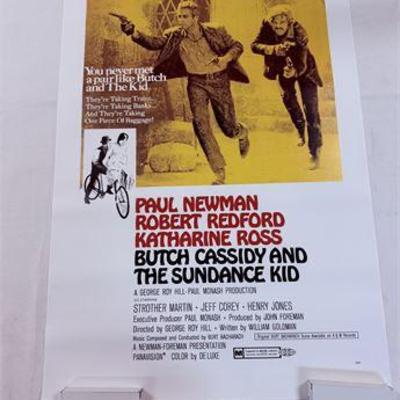 You never met
a pair like Butch
and The Kid.
They're Taking Trains...
They're Taking Banks...
And They're Taking
One Piece Of Baggage!
PAUL NEWMAN
ROBERT REDFORD
KATHARINE ROSS
BUTCH CASSIDY AND
THE SUNDANCE KID
A GEORGE ROY HILL-PAUL MONASH PRODUCTION
STROTHER MARTIN • JEFF COREY • HENRY JONES
Executive Producer PAUL MONASH • Produced by JOHN FOREMAN
Directed by GEORGE ROY HILL • Written by WILLIAM GOLDMAN
Music Composed and Conducted by BURT BACHARACH
A NEWMAN-FOREMAN PRESENTATION
PANAVISION® COLOR by DE LUXE
M